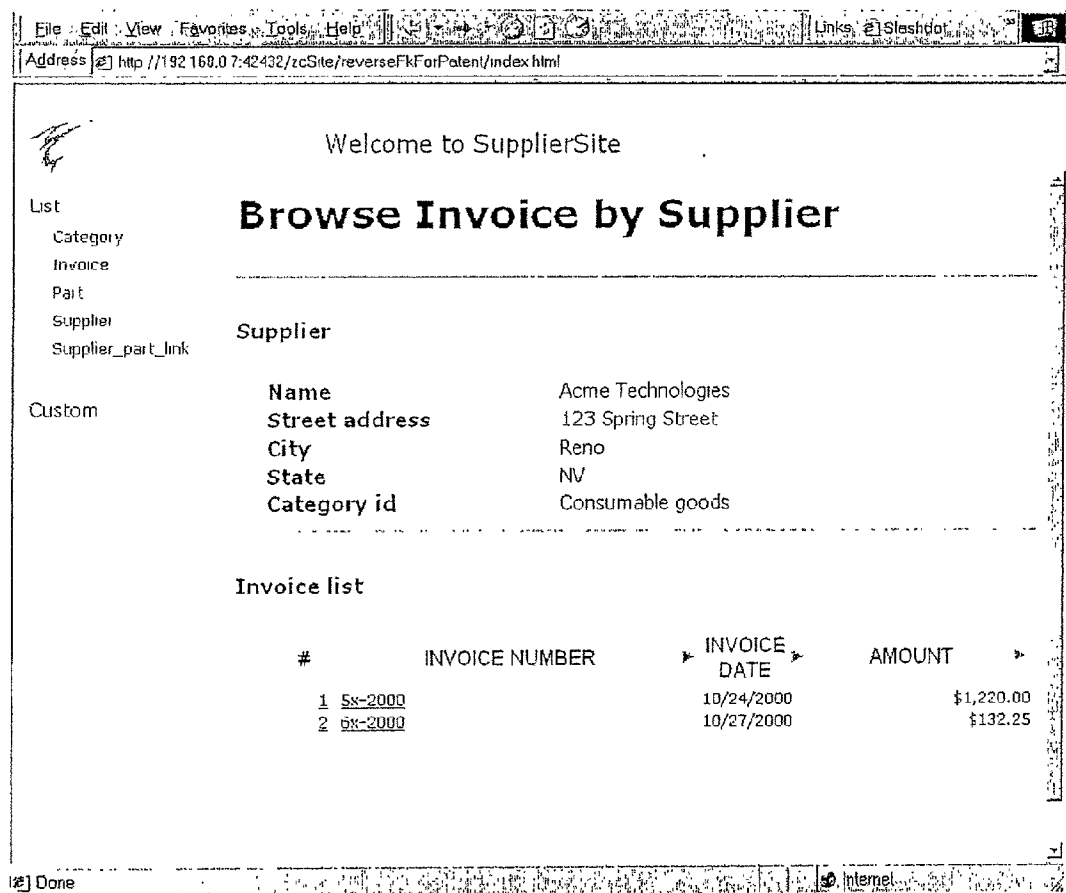 File Edit View Favorites Tools Help Links Slashdot
Address http //192 168.0 7:42432/zcSite/reverseFkForPatent/index html
Welcome to SupplierSite
List
Category
Invoice
Part
Supplier
Supplier_part_link
Custom
Browse Invoice by Supplier
Supplier
Name Acme Technologies
Street address 123 Spring Street
City Reno
State NV
Category id Consumable goods
Invoice list
# INVOICE NUMBER INVOICE DATE AMOUNT
1 5x-2000 10/24/2000 $1,220.00
2 6x-2000 10/27/2000 $132.25
Done Internet